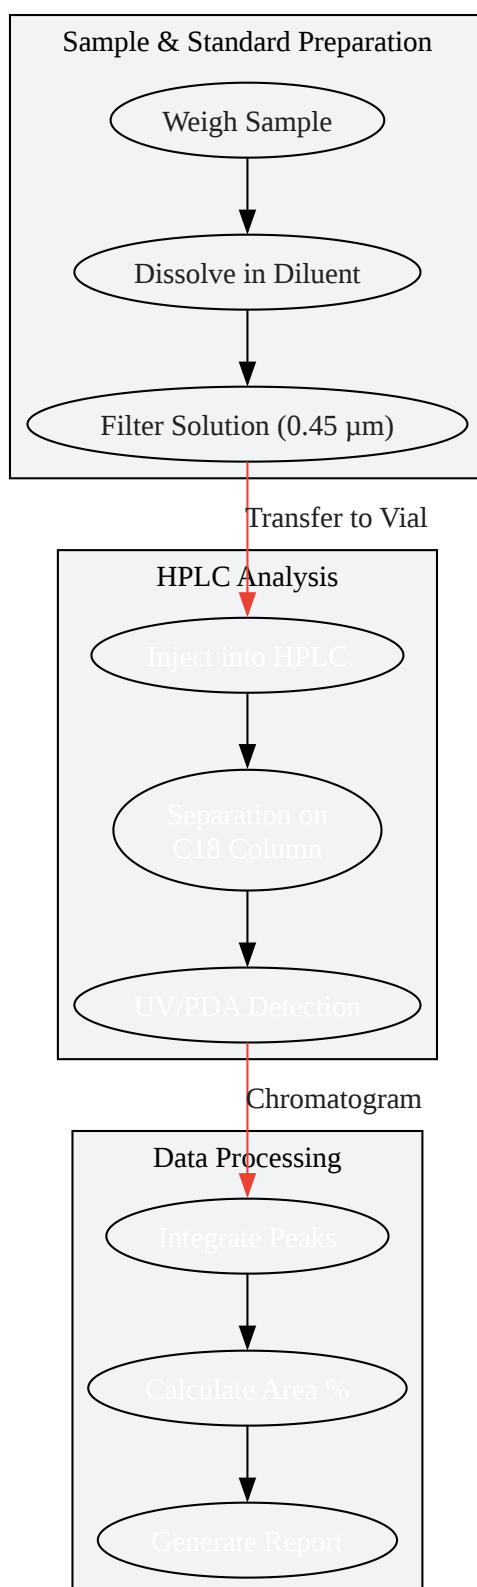 Sample & Standard Preparation
Weigh Sample
Dissolve in Diluent
Filter Solution (0.45 µm)
Transfer to Vial
HPLC Analysis
Inject into HPLC
Separation on
C18 Column
UV/PDA Detection
Chromatogram
Data Processing
Integrate Peaks
Calculate Area %
Generate Report